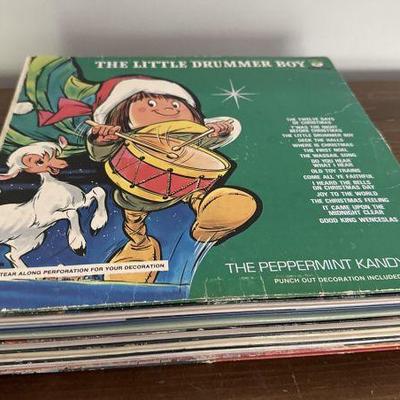 THE LITTLE DRUMMER BOY
THE TWELVE DAYS
OF CHRISTMAS
T'WAS THE NIGHT
BEFORE CHRISTMAS
THE LITTLE DRUMMER BOY
DECK THE HALLS
WHERE IS CHRISTMAS
THE FIRST NOEL
THE WASSAIL SONG
DO YOU HEAR
WHAT I HEAR
OLD TOY TRAINS
COME ALL YE FAITHFUL
I HEARD THE BELLS
ON CHRISTMAS DAY
JOY TO THE WORLD
THE CHRISTMAS FEELING
IT CAME UPON THE
MIDNIGHT CLEAR
GOOD KING WENCESLAS
TEAR ALONG PERFORATION FOR YOUR DECORATION
THE PEPPERMINT KANDY
PUNCH OUT DECORATION INCLUDED